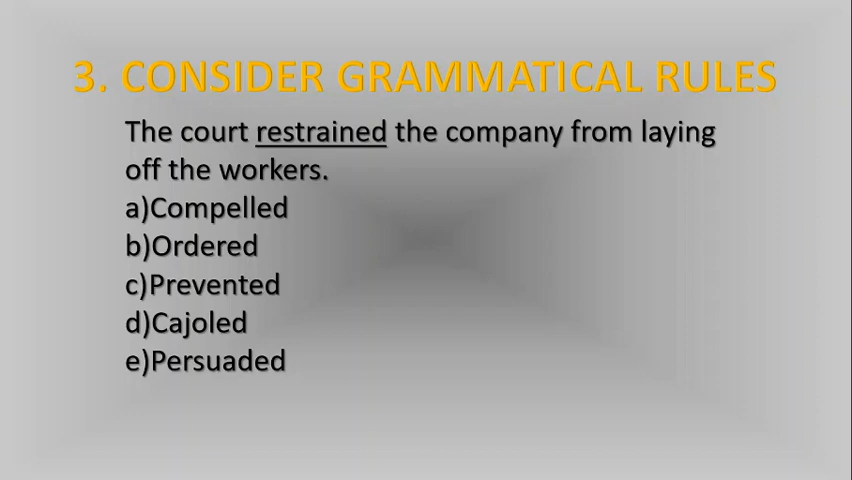 3. CONSIDER GRAMMATICAL RULES
The court restrained the company from laying
off the workers.
a)Compelled
b)Ordered
c)Prevented
d)Cajoled
e)Persuaded